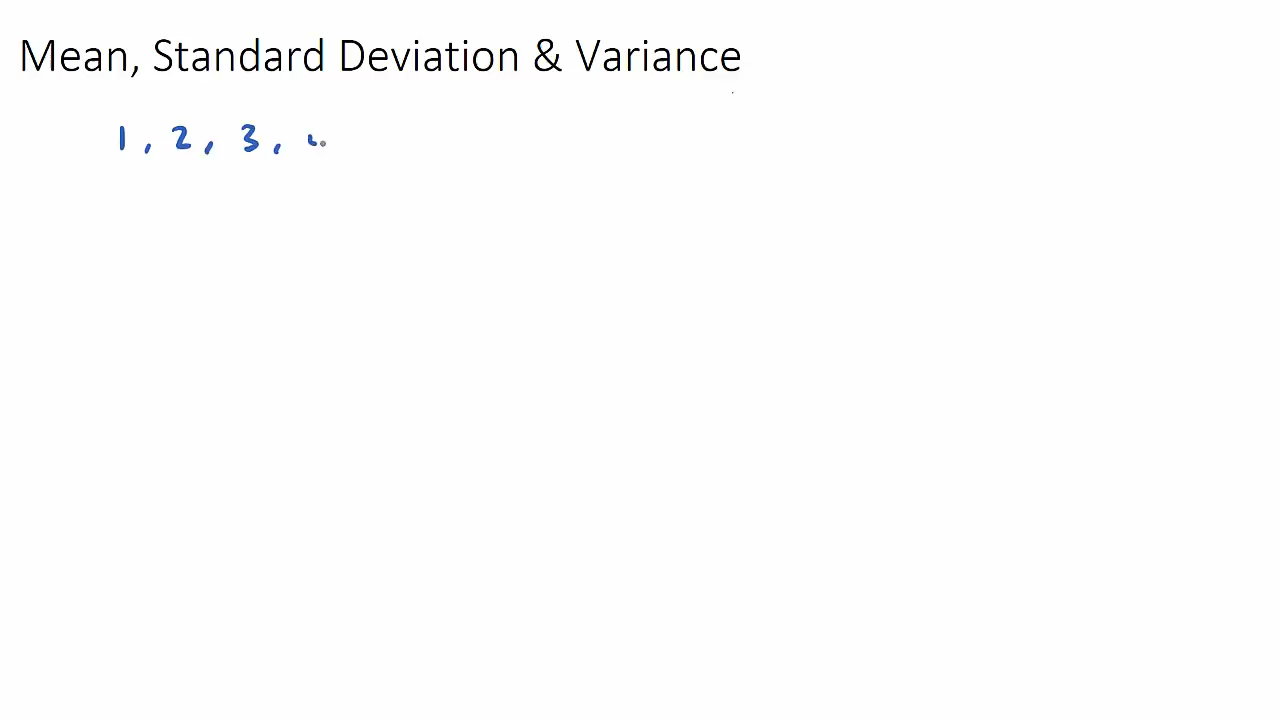 Mean, Standard Deviation & Variance
1, 2, 3,